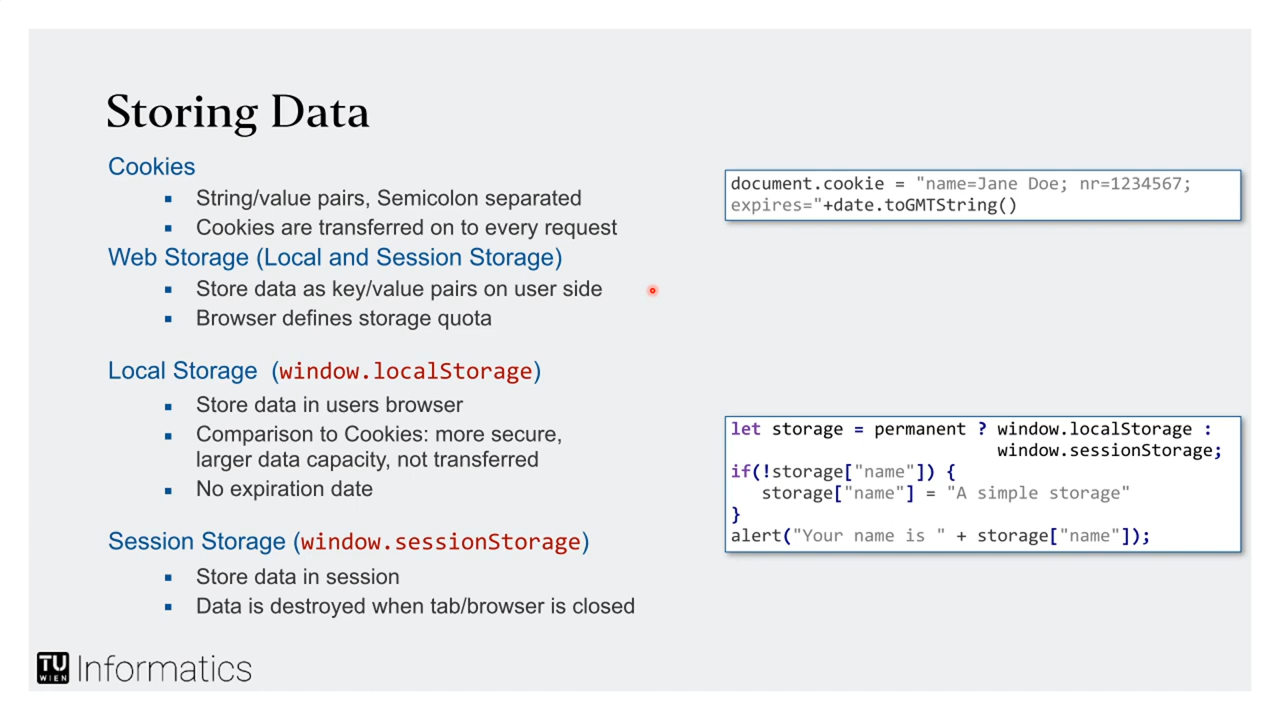 Storing Data
Cookies
▪ String/value pairs, Semicolon separated
▪ Cookies are transferred on to every request
document.cookie = "name=Jane Doe; nr=1234567;
expires="+date.toGMTString()
Web Storage (Local and Session Storage)
▪ Store data as key/value pairs on user side
▪ Browser defines storage quota
Local Storage (window.localStorage)
▪ Store data in users browser
▪ Comparison to Cookies: more secure,
larger data capacity, not transferred
▪ No expiration date
Session Storage (window.sessionStorage)
▪ Store data in session
▪ Data is destroyed when tab/browser is closed
let storage = permanent ? window.localStorage :
window.sessionStorage;
if(!storage["name"]) {
storage["name"] = "A simple storage"
}
alert("Your name is " + storage["name"]);
TU
WIEN
Informatics